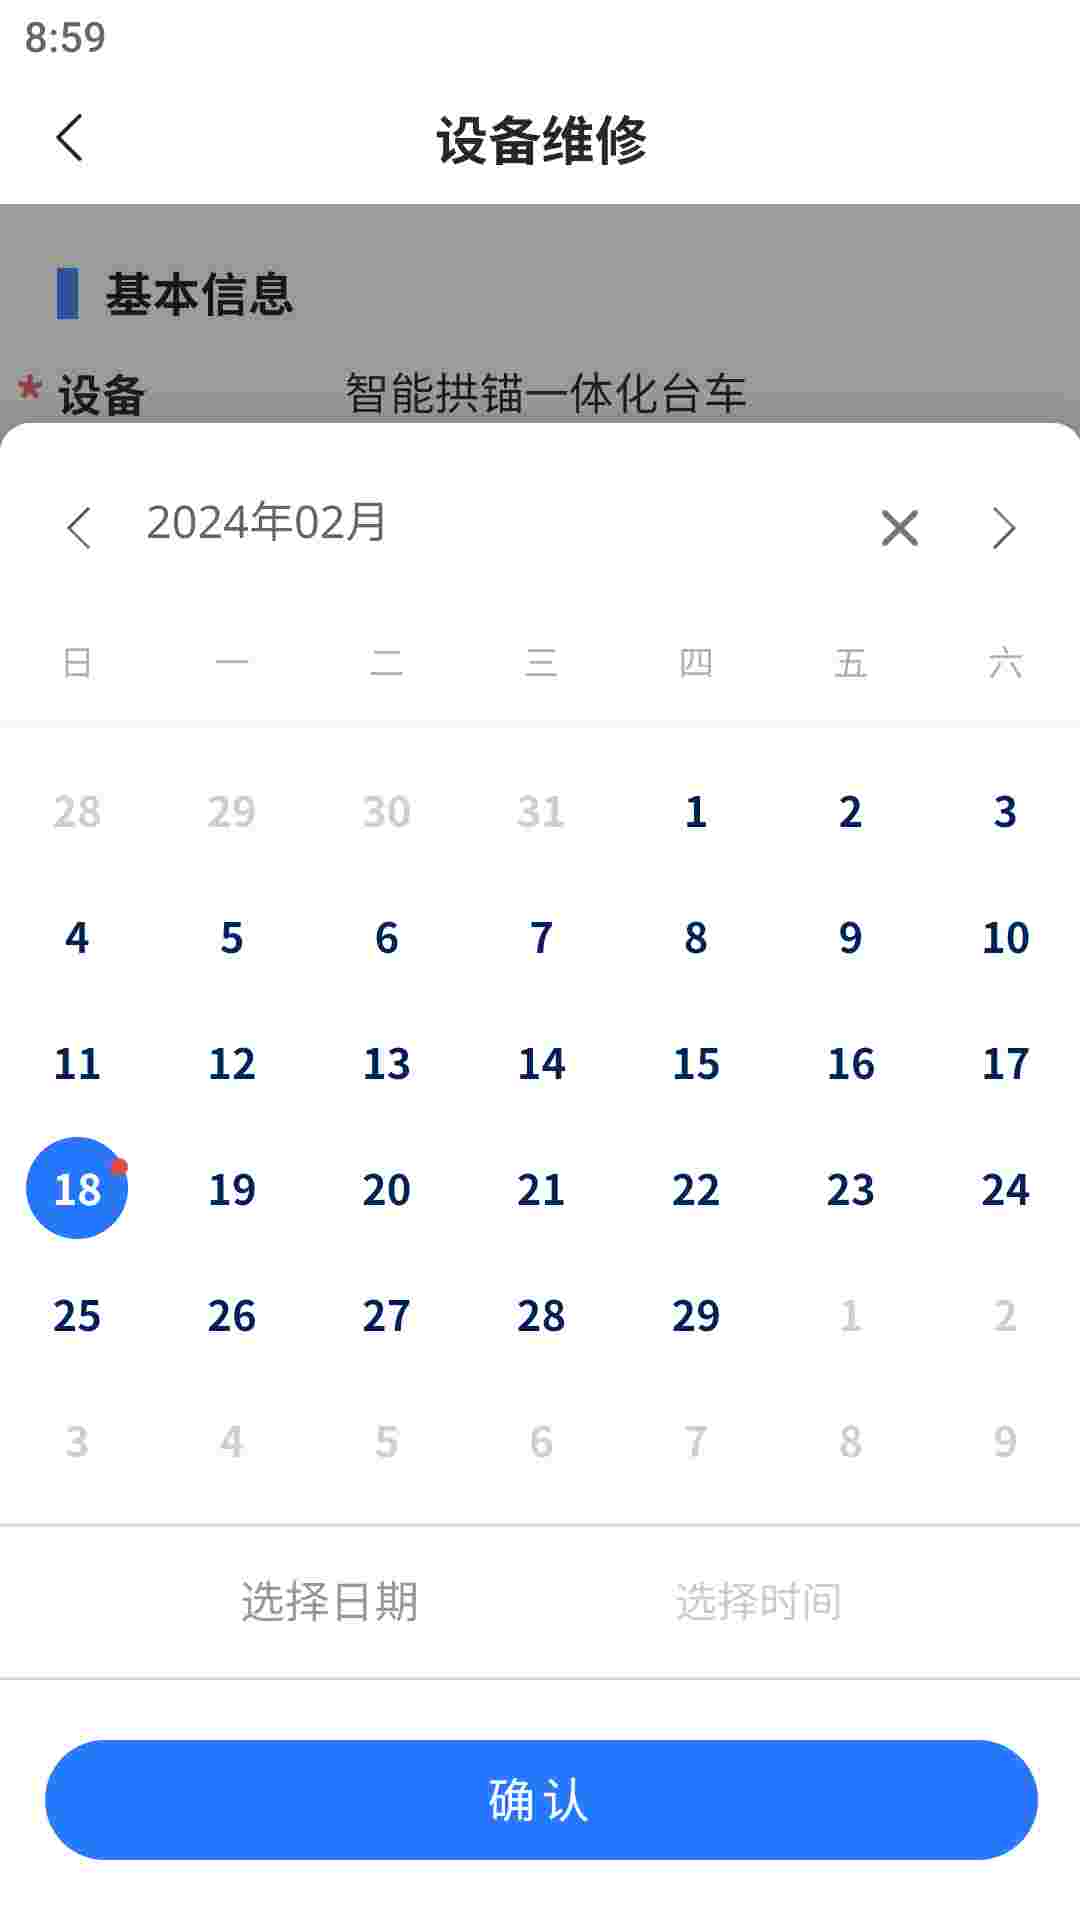 8:59
设备维修
基本信息
* 设备 智能拱锚一体化台车
2024年02月
日 一 二 三 四 五 六
28 29 30 31 1 2 3
4 5 6 7 8 9 10
11 12 13 14 15 16 17
18 19 20 21 22 23 24
25 26 27 28 29 1 2
3 4 5 6 7 8 9
选择日期 选择时间
确认